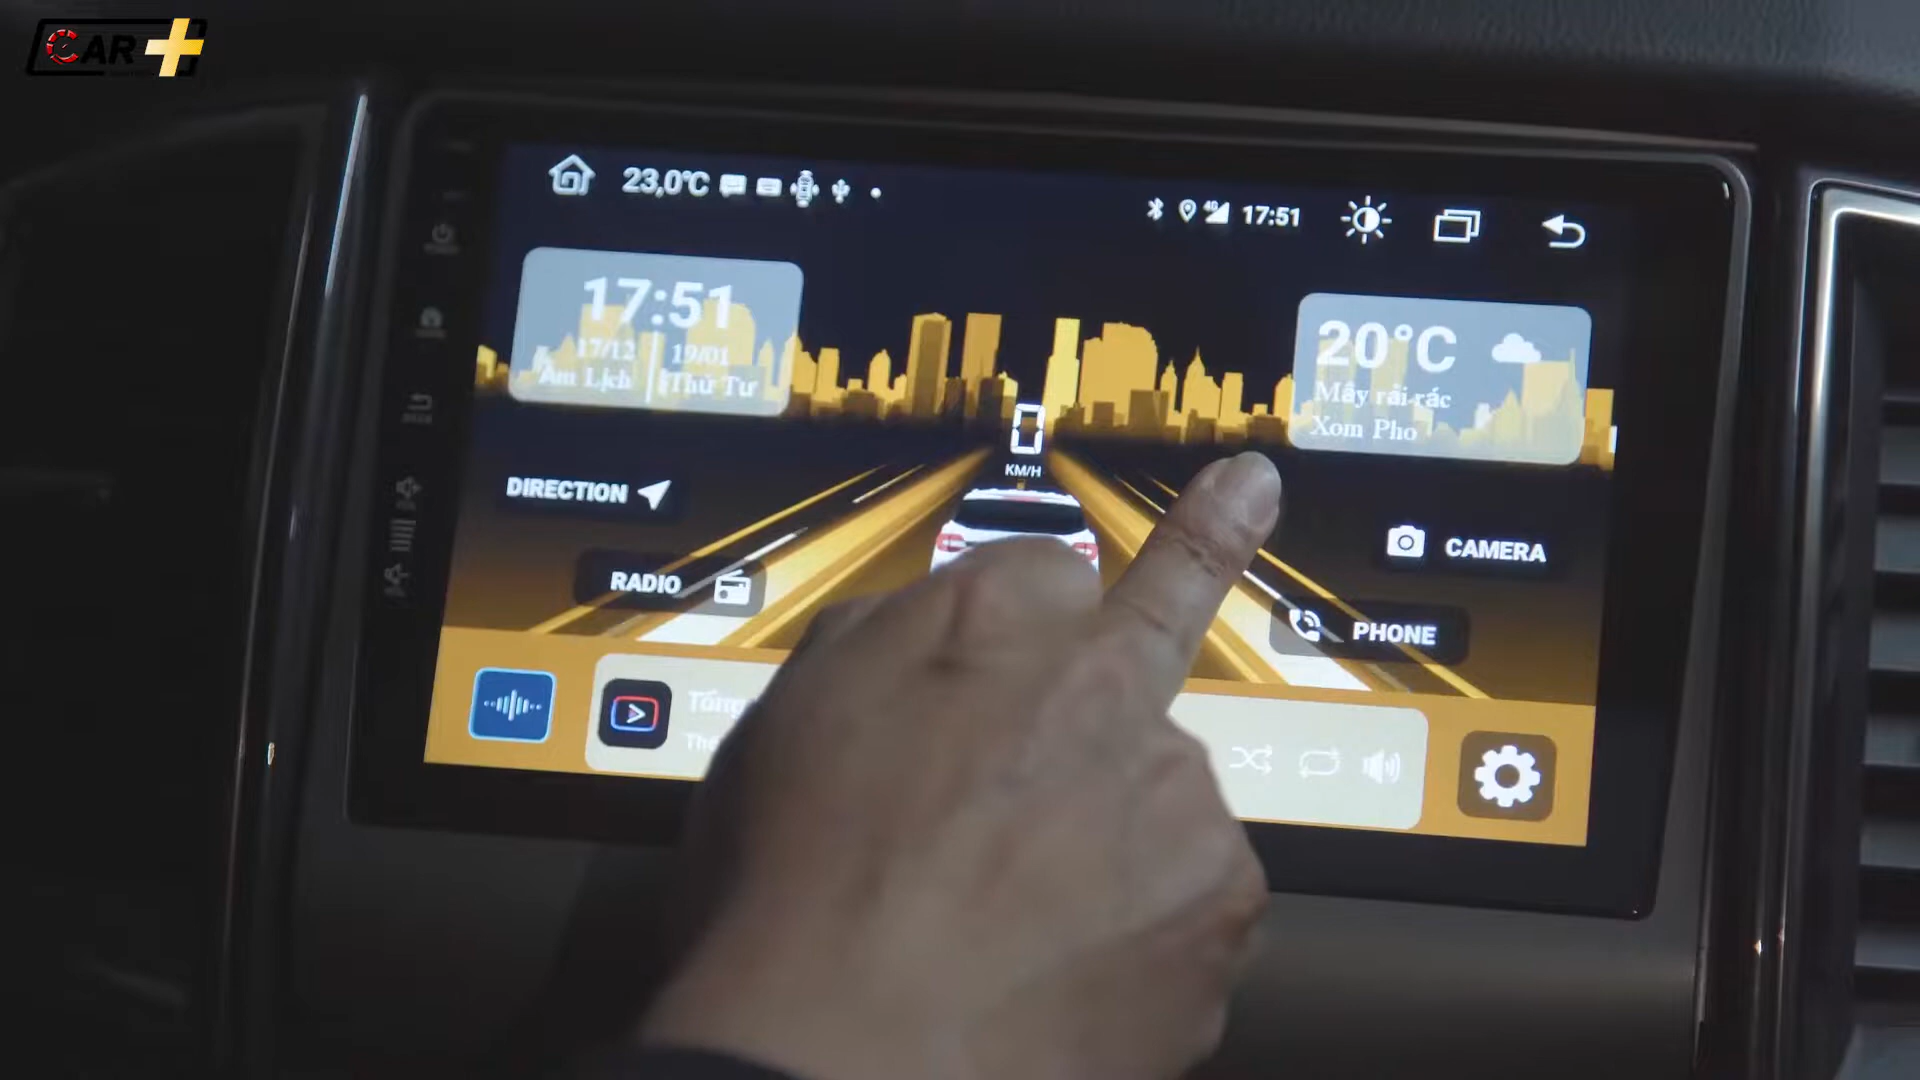 CAR
23,0°C
4G 17:51
17:51
17/12 19/01
Âm Lịch Thứ Tư
20°C
Mây rải rác
Xom Pho
0
KM/H
DIRECTION
CAMERA
RADIO
PHONE